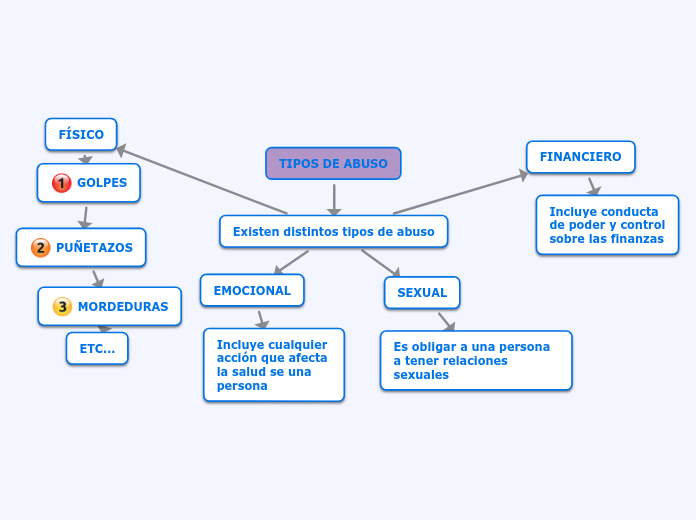 TIPOS DE ABUSO
Existen distintos tipos de abuso
FÍSICO
1 GOLPES
2 PUÑETAZOS
3 MORDEDURAS
ETC...
EMOCIONAL
Incluye cualquier
acción que afecta
la salud se una
persona
SEXUAL
Es obligar a una persona
a tener relaciones
sexuales
FINANCIERO
Incluye conducta
de poder y control
sobre las finanzas